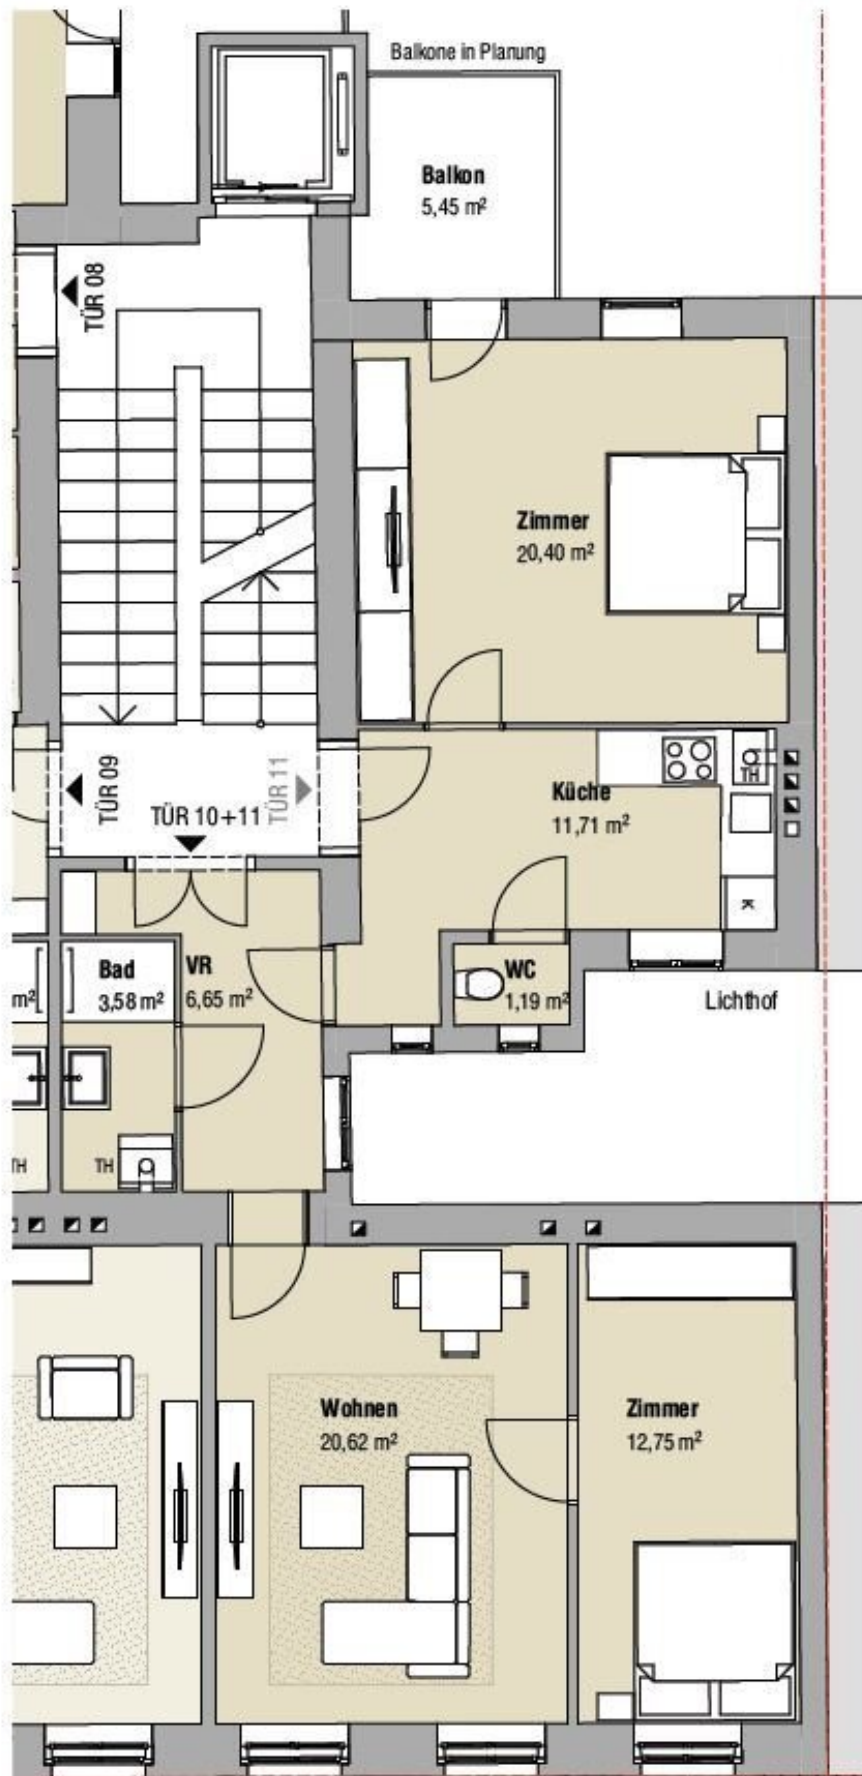 Balkone in Planung
Balkon
5,45 m²
TÜR 08
Zimmer
20,40 m²
TÜR 09
TÜR 10+11
TÜR 11
Küche
11,71 m²
TH
K
Bad
3,58 m²
VR
6,65 m²
WC
1,19 m²
m²
Lichthof
TH
TH
Wohnen
20,62 m²
Zimmer
12,75 m²